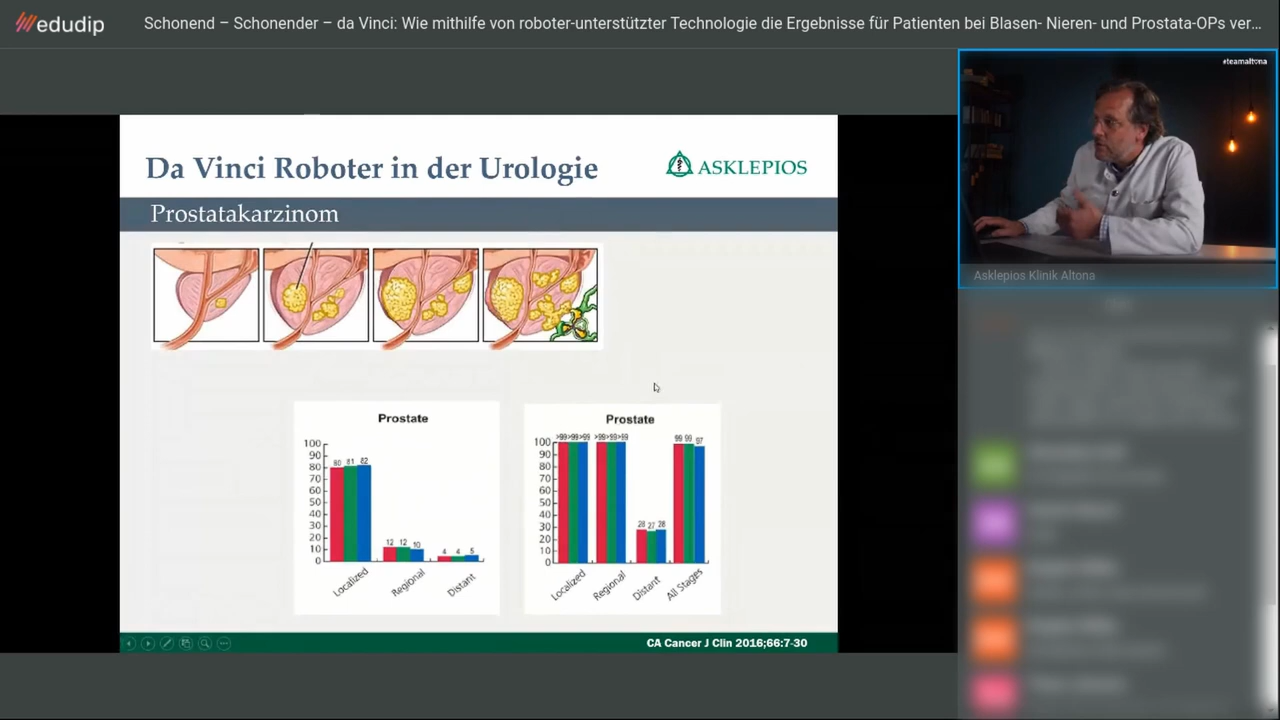 edudip
Schonend – Schonender – da Vinci: Wie mithilfe von roboter-unterstützter Technologie die Ergebnisse für Patienten bei Blasen- Nieren- und Prostata-OPs ver…
#teamaltona
Asklepios Klinik Altona
Da Vinci Roboter in der Urologie
ASKLEPIOS
Prostatakarzinom
Prostate
100
90
80
70
60
50
40
30
20
10
0
80 81 82
12 12 10
4 4 5
Localized
Regional
Distant
Prostate
100
90
80
70
60
50
40
30
20
10
0
>99>99>99
>99>99>99
28 27 28
99 99 97
Localized
Regional
Distant
All Stages
CA Cancer J Clin 2016;66:7-30